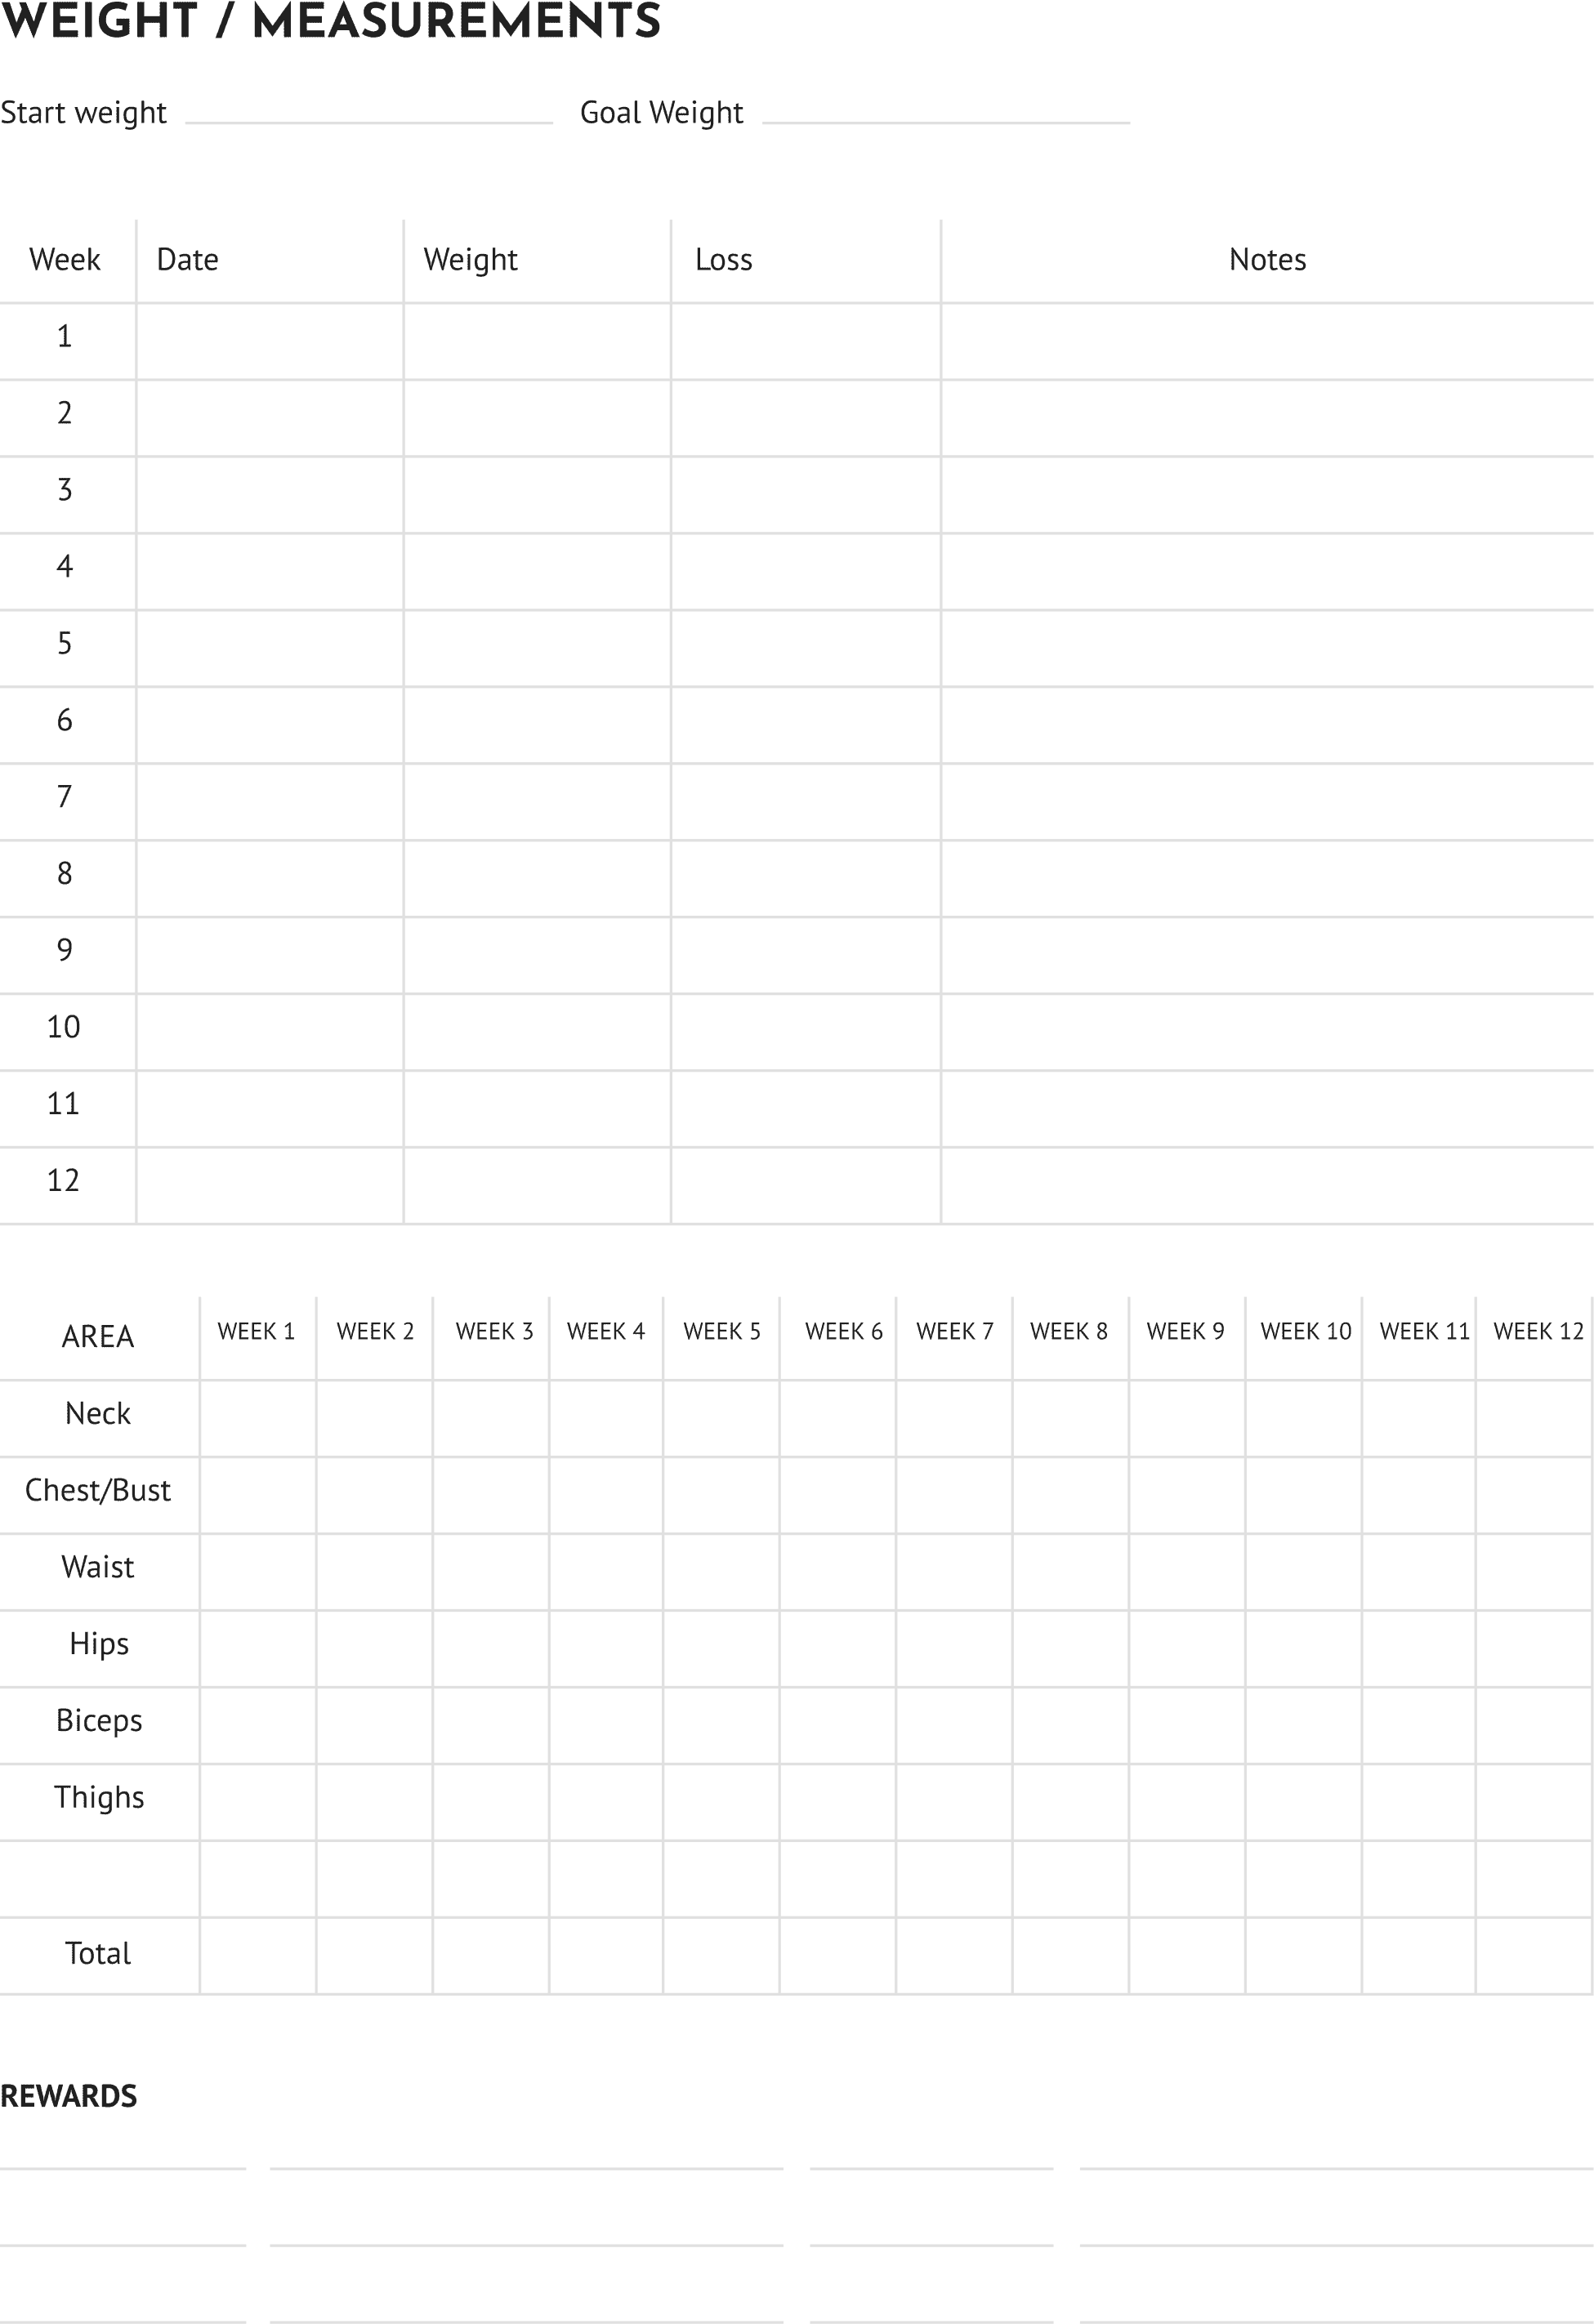 WEIGHT / MEASUREMENTS
Start weight Goal Weight
Week Date Weight Loss Notes
1
2
3
4
5
6
7
8
9
10
11
12
AREA WEEK 1 WEEK 2 WEEK 3 WEEK 4 WEEK 5 WEEK 6 WEEK 7 WEEK 8 WEEK 9 WEEK 10 WEEK 11 WEEK 12
Neck
Chest/Bust
Waist
Hips
Biceps
Thighs
Total
REWARDS